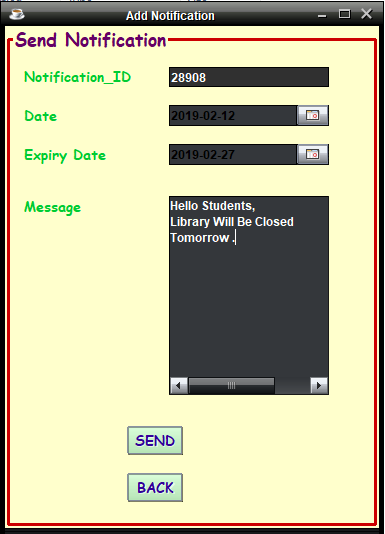 Add Notification
Send Notification
Notification_ID 28908
Date 2019-02-12
Expiry Date 2019-02-27
Message
Hello Students,
Library Will Be Closed
Tomorrow .
SEND
BACK